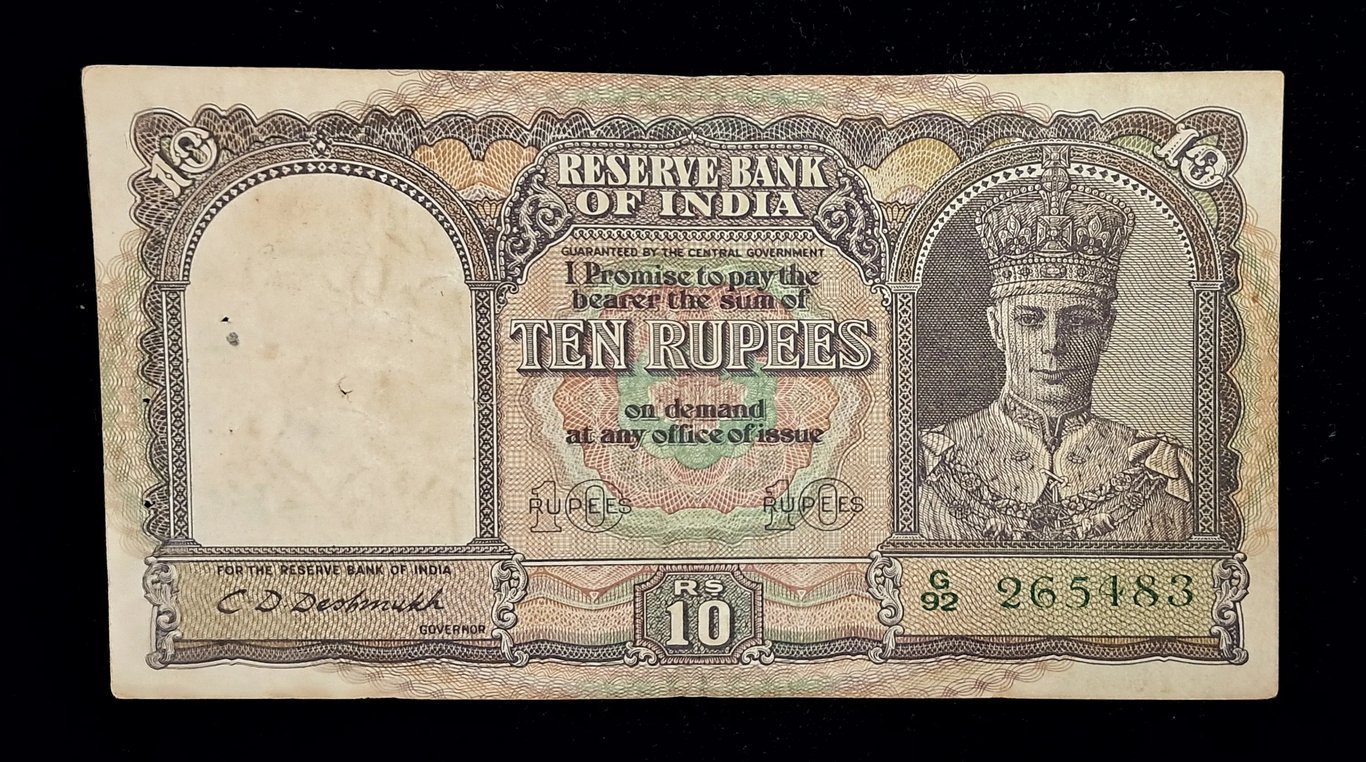 10
10
RESERVE BANK
OF INDIA
GUARANTEED BY THE CENTRAL GOVERNMENT
I Promise to pay the
bearer the sum of
TEN RUPEES
on demand
at any office of issue
10 RUPEES
10 RUPEES
FOR THE RESERVE BANK OF INDIA
C D Deshmukh
GOVERNOR
RS
10
G
92 265483